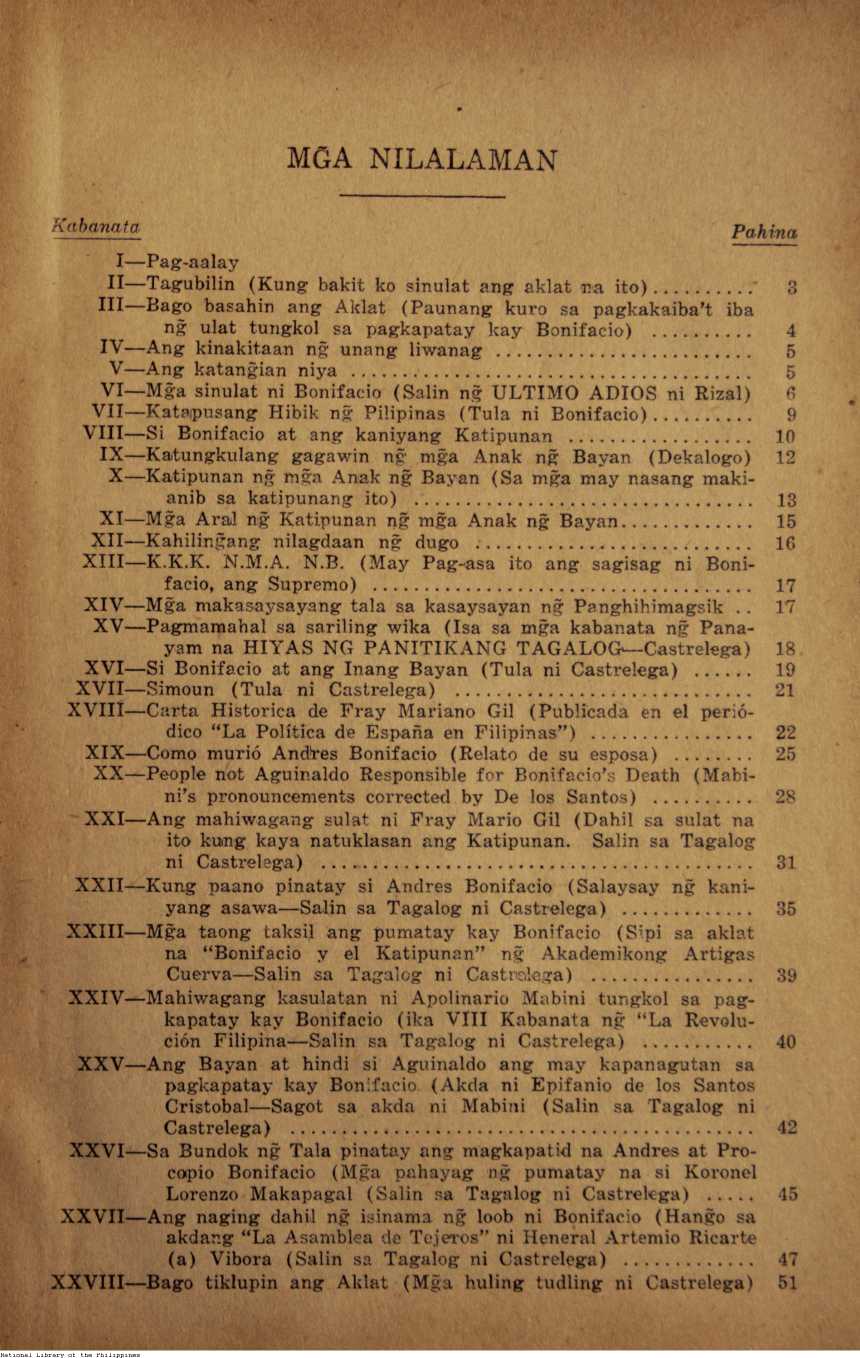 MG̃A NILALAMAN
Kabanata
Pahina
I—Pag-aalay
II—Tagubilin (Kung bakit ko sinulat ang aklat na ito) .......... 3
III—Bago basahin ang Aklat (Paunang kuro sa pagkakaiba't iba
ng̃ ulat tungkol sa pagkapatay kay Bonifacio) .......... 4
IV—Ang kinakitaan ng̃ unang liwanag ......................... 5
V—Ang katang̃ian niya ....................................... 5
VI—Mg̃a sinulat ni Bonifacio (Salin ng̃ ULTIMO ADIOS ni Rizal) 6
VII—Katapusang Hibik ng̃ Pilipinas (Tula ni Bonifacio) .......... 9
VIII—Si Bonifacio at ang kaniyang Katipunan .................. 10
IX—Katungkulang gagawin ng̃ mg̃a Anak ng̃ Bayan (Dekalogo) 12
X—Katipunan ng̃ mg̃a Anak ng̃ Bayan (Sa mg̃a may nasang maki-
anib sa katipunang ito) ................................. 13
XI—Mg̃a Aral ng̃ Katipunan ng̃ mg̃a Anak ng̃ Bayan............. 15
XII—Kahiling̃ang nilagdaan ng̃ dugo ........................... 16
XIII—K.K.K. N.M.A. N.B. (May Pag-asa ito ang sagisag ni Boni-
facio, ang Supremo) ..................................... 17
XIV—Mg̃a makasaysayang tala sa kasaysayan ng̃ Panghihimagsik .. 17
XV—Pagmamahal sa sariling wika (Isa sa mg̃a kabanata ng̃ Pana-
yam na HIYAS NG PANITIKANG TAGALOG—Castrelega) 18
XVI—Si Bonifacio at ang Inang Bayan (Tula ni Castrelega) ...... 19
XVII—Simoun (Tula ni Castrelega) ............................. 21
XVIII—Carta Historica de Fray Mariano Gil (Publicada en el perió-
dico “La Política de España en Filipinas”) ................ 22
XIX—Como murió Andres Bonifacio (Relato de su esposa) ........ 25
XX—People not Aguinaldo Responsible for Bonifacio's Death (Mabi-
ni's pronouncements corrected by De los Santos) .......... 28
XXI—Ang mahiwagang sulat ni Fray Mario Gil (Dahil sa sulat na
ito kung kaya natuklasan ang Katipunan. Salin sa Tagalog
ni Castrelega) .......................................... 31
XXII—Kung paano pinatay si Andres Bonifacio (Salaysay ng̃ kani-
yang asawa—Salin sa Tagalog ni Castrelega) ............. 35
XXIII—Mg̃a taong taksil ang pumatay kay Bonifacio (Sipi sa aklat
na “Bonifacio y el Katipunan” ng̃ Akademikong Artigas
Cuerva—Salin sa Tagalog ni Castrelega) ................ 39
XXIV—Mahiwagang kasulatan ni Apolinario Mabini tungkol sa pag-
kapatay kay Bonifacio (ika VIII Kabanata ng̃ “La Revolu-
ción Filipina—Salin sa Tagalog ni Castrelega) ........... 40
XXV—Ang Bayan at hindi si Aguinaldo ang may kapanagutan sa
pagkapatay kay Bonifacio (Akda ni Epifanio de los Santos
Cristobal—Sagot sa akda ni Mabini (Salin sa Tagalog ni
Castrelega) ............................................. 42
XXVI—Sa Bundok ng̃ Tala pinatay ang magkapatid na Andres at Pro-
copio Bonifacio (Mg̃a pahayag ng̃ pumatay na si Koronel
Lorenzo Makapagal (Salin sa Tagalog ni Castrelega) ..... 45
XXVII—Ang naging dahil ng̃ isinama ng̃ loob ni Bonifacio (Hang̃o sa
akdang “La Asamblea de Tejeros” ni Heneral Artemio Ricarte
(a) Vibora (Salin sa Tagalog ni Castrelega) ............. 47
XXVIII—Bago tiklupin ang Aklat (Mg̃a huling tudling ni Castrelega) 51
National Library of the Philippines